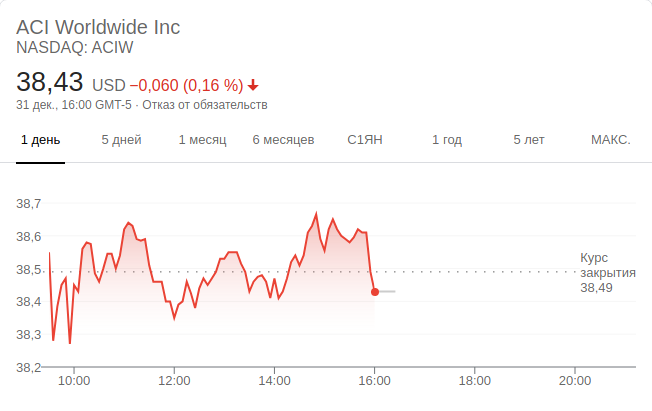 ACI Worldwide Inc
NASDAQ: ACIW
38,43 USD −0,060 (0,16 %)
31 дек., 16:00 GMT-5 · Отказ от обязательств
1 день 5 дней 1 месяц 6 месяцев С1ЯН 1 год 5 лет МАКС.
38,7
38,6
38,5
38,4
38,3
38,2
Курс
закрытия
38,49
10:00 12:00 14:00 16:00 18:00 20:00